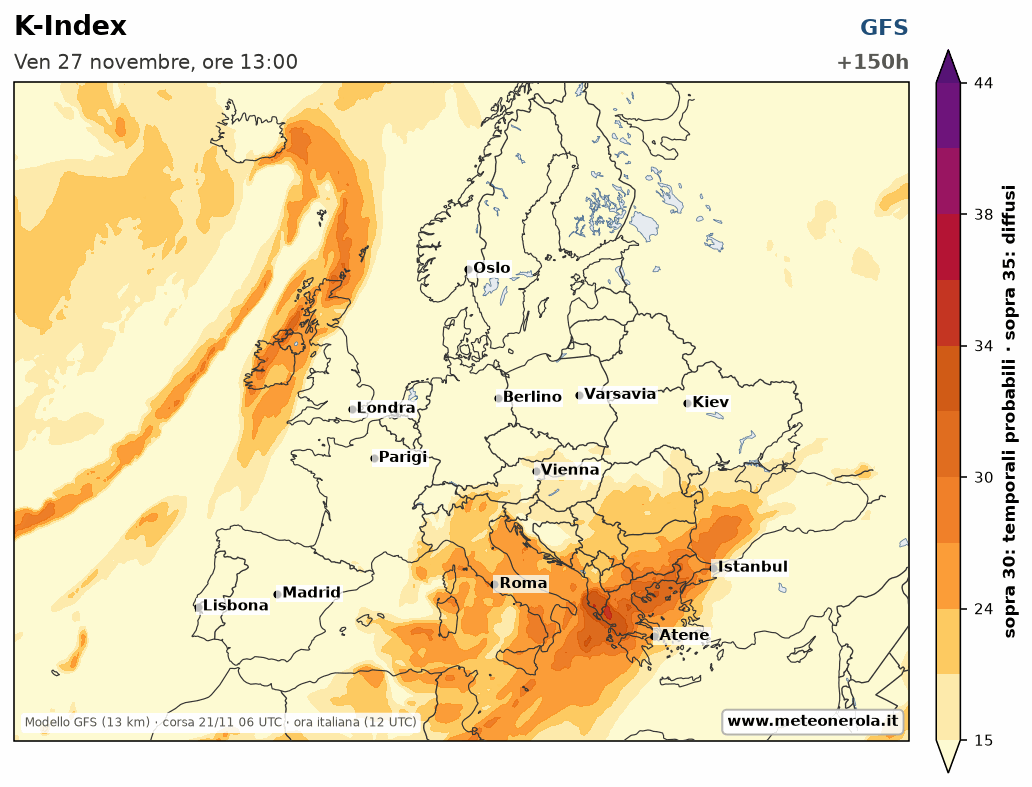 K-Index
GFS
Ven 27 novembre, ore 13:00
+150h
44
38
34
30
24
15
sopra 30: temporali probabili · sopra 35: diffusi
Oslo
Berlino
Varsavia
Kiev
Londra
Parigi
Vienna
Istanbul
Roma
Madrid
Lisbona
Atene
Modello GFS (13 km) · corsa 21/11 06 UTC · ora italiana (12 UTC)
www.meteonerola.it